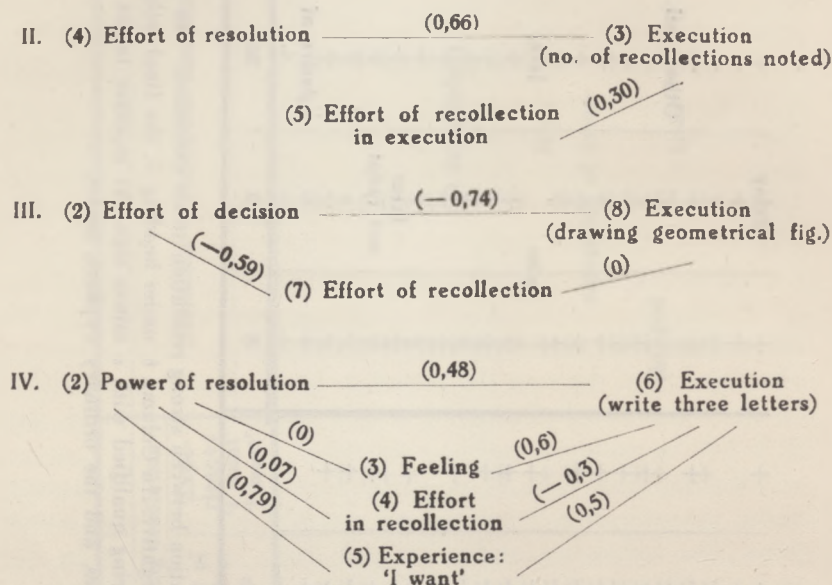 (0,66)
II. (4) Effort of resolution (3) Execution
(no. of recollections noted)
(5) Effort of recollection (0,30)
in execution
(−0,74)
III. (2) Effort of decision (8) Execution
(drawing geometrical fig.)
(−0,59) (0)
(7) Effort of recollection
(0,48)
IV. (2) Power of resolution (6) Execution
(write three letters)
(0) (0,6)
(3) Feeling
(0,07) (−0,3)
(4) Effort
in recollection
(0,79) (0,5)
(5) Experience:
'I want'